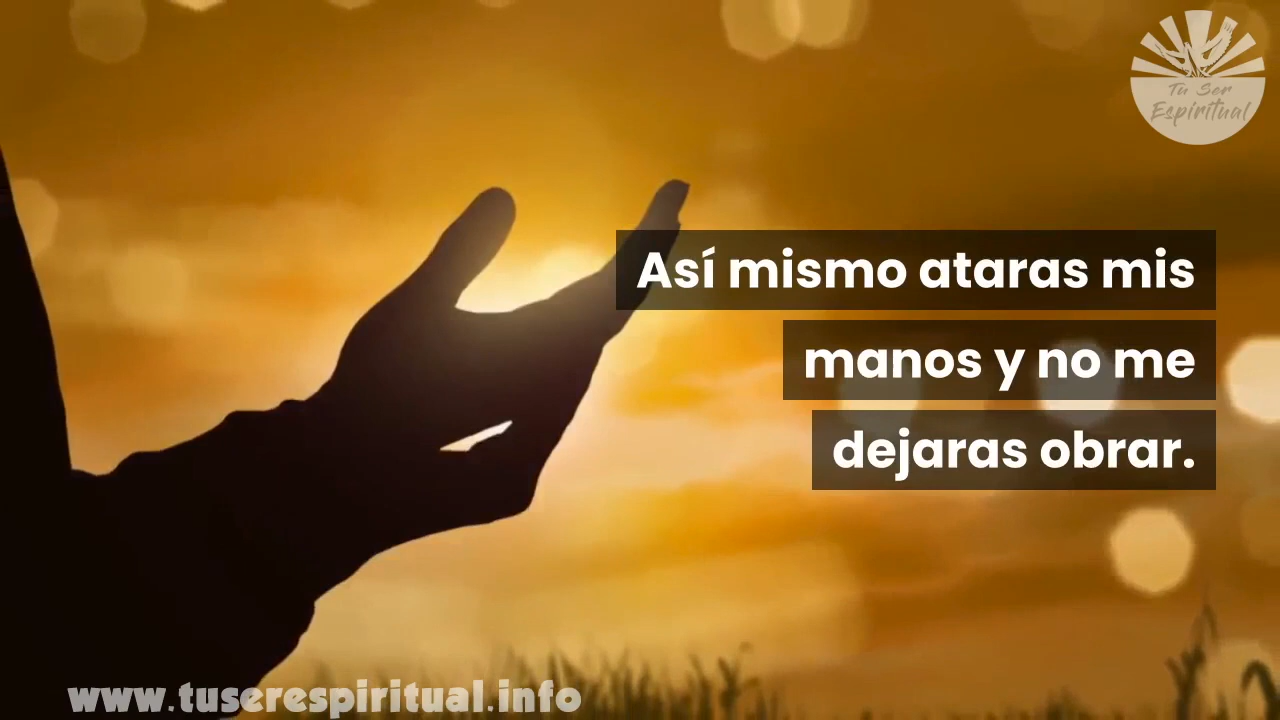 Tu Ser
Espiritual
Así mismo ataras mis
manos y no me
dejaras obrar.
www.tuserespiritual.info